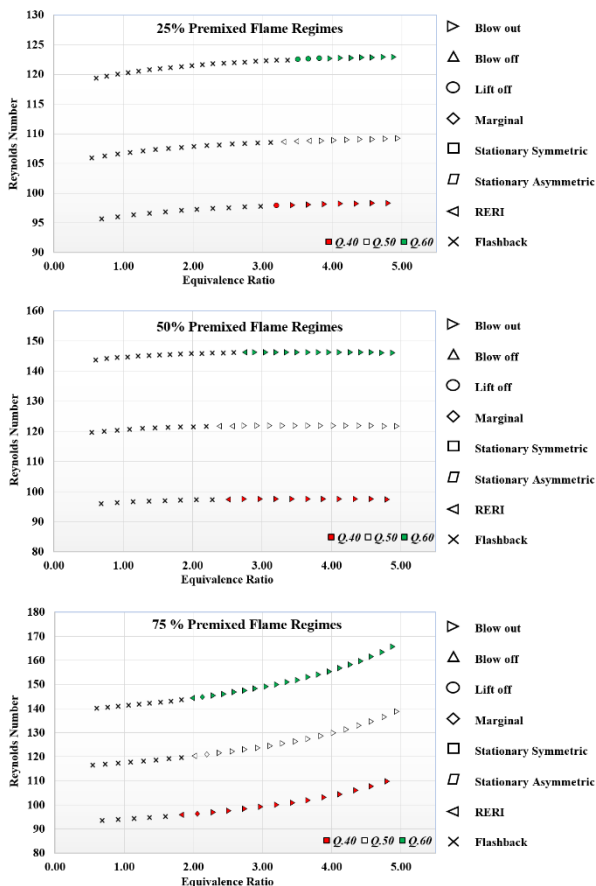 25% Premixed Flame Regimes
130
125
120
115
110
105
100
95
90
Reynolds Number
0.00 1.00 2.00 3.00 4.00 5.00
Equivalence Ratio
Q.40 Q.50 Q.60
Blow out
Blow off
Lift off
Marginal
Stationary Symmetric
Stationary Asymmetric
RERI
Flashback
50% Premixed Flame Regimes
160
150
140
130
120
110
100
90
80
Reynolds Number
0.00 1.00 2.00 3.00 4.00 5.00
Equivalence Ratio
Q.40 Q.50 Q.60
Blow out
Blow off
Lift off
Marginal
Stationary Symmetric
Stationary Asymmetric
RERI
Flashback
75 % Premixed Flame Regimes
180
170
160
150
140
130
120
110
100
90
80
Reynolds Number
0.00 1.00 2.00 3.00 4.00 5.00
Equivalence Ratio
Q.40 Q.50 Q.60
Blow out
Blow off
Lift off
Marginal
Stationary Symmetric
Stationary Asymmetric
RERI
Flashback